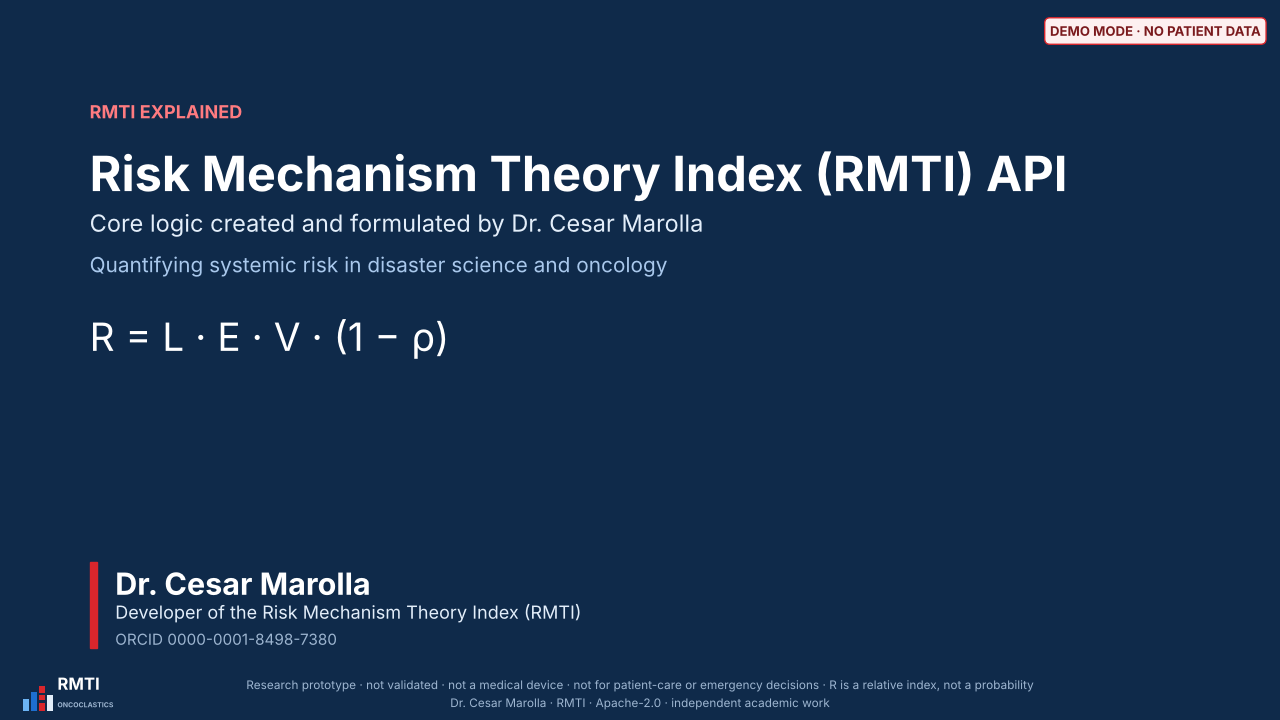 DEMO MODE · NO PATIENT DATA
RMTI EXPLAINED
Risk Mechanism Theory Index (RMTI) API
Core logic created and formulated by Dr. Cesar Marolla
Quantifying systemic risk in disaster science and oncology
R = L · E · V · (1 − ρ)
Dr. Cesar Marolla
Developer of the Risk Mechanism Theory Index (RMTI)
ORCID 0000-0001-8498-7380
RMTI
ONCOCLASTICS
Research prototype · not validated · not a medical device · not for patient-care or emergency decisions · R is a relative index, not a probability
Dr. Cesar Marolla · RMTI · Apache-2.0 · independent academic work